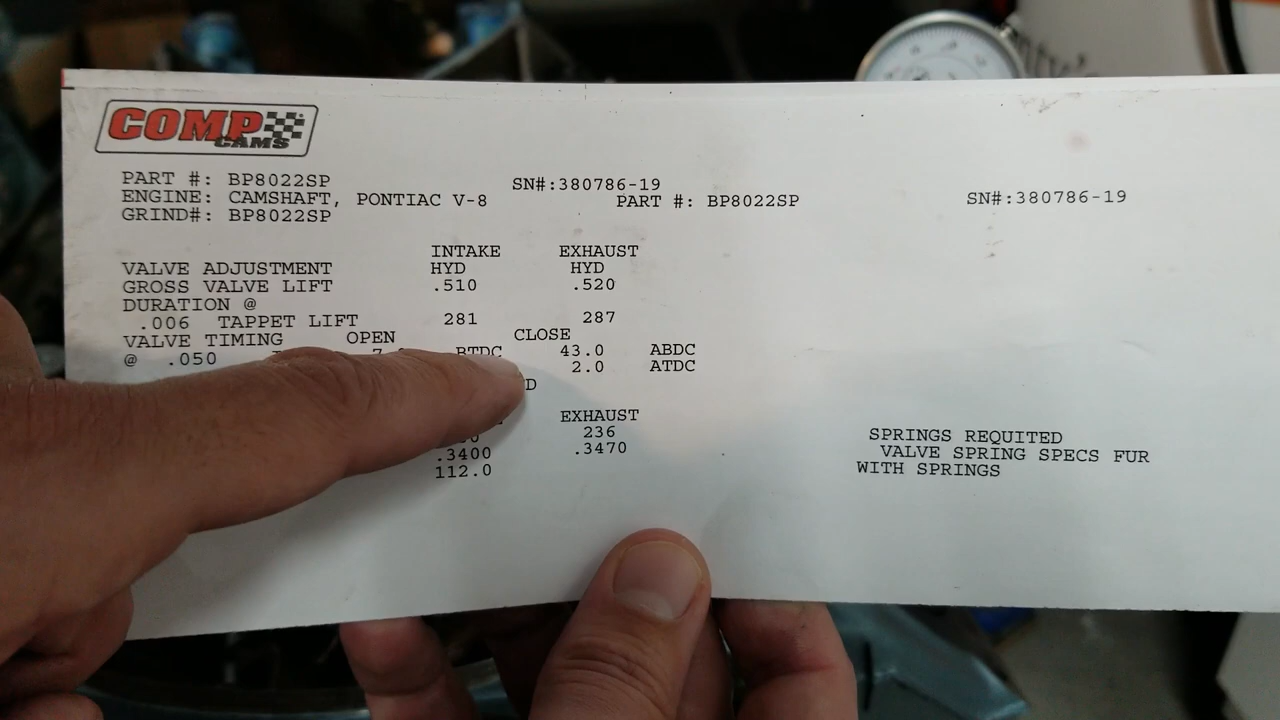 COMP
CAMS
PART #: BP8022SP SN#:380786-19
ENGINE: CAMSHAFT, PONTIAC V-8 PART #: BP8022SP SN#:380786-19
GRIND#: BP8022SP
INTAKE EXHAUST
VALVE ADJUSTMENT HYD HYD
GROSS VALVE LIFT .510 .520
DURATION @
.006 TAPPET LIFT 281 287
VALVE TIMING OPEN CLOSE
@ .050 BTDC 43.0 ABDC
2.0 ATDC
D
EXHAUST
236
.3400 .3470
112.0
SPRINGS REQUITED
VALVE SPRING SPECS FUR
WITH SPRINGS